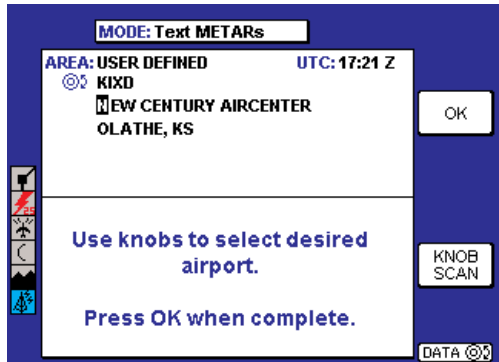 MODE: Text METARs
AREA: USER DEFINED UTC: 17:21 Z
KIXD
NEW CENTURY AIRCENTER
OLATHE, KS
OK
25
Use knobs to select desired
airport.
KNOB
SCAN
Press OK when complete.
DATA